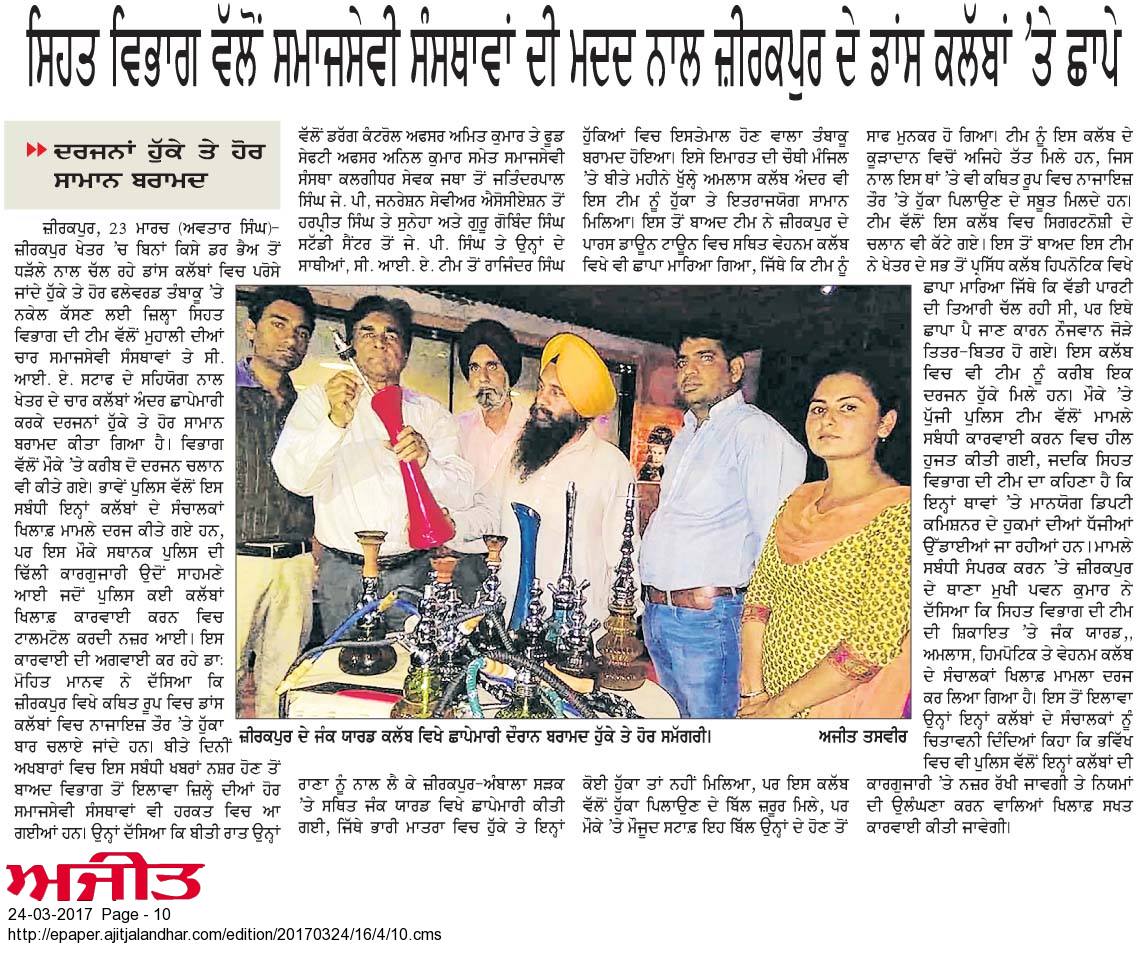 ਸਿਹਤ ਵਿਭਾਗ ਵੱਲੋਂ ਸਮਾਜਸੇਵੀ ਸੰਸਥਾਵਾਂ ਦੀ ਮਦਦ ਨਾਲ ਜ਼ੀਰਕਪੁਰ ਦੇ ਡਾਂਸ ਕਲੱਬਾਂ ’ਤੇ ਛਾਪੇ
ਦਰਜਨਾਂ ਹੁੱਕੇ ਤੇ ਹੋਰ
ਸਾਮਾਨ ਬਰਾਮਦ
ਜ਼ੀਰਕਪੁਰ, 23 ਮਾਰਚ (ਅਵਤਾਰ ਸਿੰਘ)-
ਜ਼ੀਰਕਪੁਰ ਖੇਤਰ ’ਚ ਬਿਨਾਂ ਕਿਸੇ ਡਰ ਭੈਅ ਤੋਂ
ਧੜੱਲੇ ਨਾਲ ਚੱਲ ਰਹੇ ਡਾਂਸ ਕਲੱਬਾਂ ਵਿਚ ਪਰੋਸੇ
ਜਾਂਦੇ ਹੁੱਕੇ ਤੇ ਹੋਰ ਫਲੇਵਰਡ ਤੰਬਾਕੂ ’ਤੇ
ਨਕੇਲ ਕੱਸਣ ਲਈ ਜ਼ਿਲ੍ਹਾ ਸਿਹਤ
ਵਿਭਾਗ ਦੀ ਟੀਮ ਵੱਲੋਂ ਮੁਹਾਲੀ ਦੀਆਂ
ਚਾਰ ਸਮਾਜਸੇਵੀ ਸੰਸਥਾਵਾਂ ਤੇ ਸੀ.
ਆਈ. ਏ. ਸਟਾਫ ਦੇ ਸਹਿਯੋਗ ਨਾਲ
ਖੇਤਰ ਦੇ ਚਾਰ ਕਲੱਬਾਂ ਅੰਦਰ ਛਾਪੇਮਾਰੀ
ਕਰਕੇ ਦਰਜਨਾਂ ਹੁੱਕੇ ਤੇ ਹੋਰ ਸਾਮਾਨ
ਬਰਾਮਦ ਕੀਤਾ ਗਿਆ ਹੈ। ਵਿਭਾਗ
ਵੱਲੋਂ ਮੌਕੇ ’ਤੇ ਕਰੀਬ ਦੋ ਦਰਜਨ ਚਲਾਨ
ਵੀ ਕੀਤੇ ਗਏ। ਭਾਵੇਂ ਪੁਲਿਸ ਵੱਲੋਂ ਇਸ
ਸਬੰਧੀ ਇਨ੍ਹਾਂ ਕਲੱਬਾਂ ਦੇ ਸੰਚਾਲਕਾਂ
ਖਿਲਾਫ਼ ਮਾਮਲੇ ਦਰਜ ਕੀਤੇ ਗਏ ਹਨ,
ਪਰ ਇਸ ਮੌਕੇ ਸਥਾਨਕ ਪੁਲਿਸ ਦੀ
ਢਿੱਲੀ ਕਾਰਗੁਜਾਰੀ ਉਦੋਂ ਸਾਹਮਣੇ
ਆਈ ਜਦੋਂ ਪੁਲਿਸ ਕਈ ਕਲੱਬਾਂ
ਖਿਲਾਫ਼ ਕਾਰਵਾਈ ਕਰਨ ਵਿਚ
ਟਾਲਮਟੋਲ ਕਰਦੀ ਨਜ਼ਰ ਆਈ। ਇਸ
ਕਾਰਵਾਈ ਦੀ ਅਗਵਾਈ ਕਰ ਰਹੇ ਡਾ:
ਮੋਹਿਤ ਮਾਨਵ ਨੇ ਦੱਸਿਆ ਕਿ
ਜ਼ੀਰਕਪੁਰ ਵਿਖੇ ਕਥਿਤ ਰੂਪ ਵਿਚ ਡਾਂਸ
ਕਲੱਬਾਂ ਵਿਚ ਨਾਜਾਇਜ਼ ਤੌਰ ’ਤੇ ਹੁੱਕਾ
ਬਾਰ ਚਲਾਏ ਜਾਂਦੇ ਹਨ। ਬੀਤੇ ਦਿਨੀਂ
ਅਖਬਾਰਾਂ ਵਿਚ ਇਸ ਸਬੰਧੀ ਖਬਰਾਂ ਨਸ਼ਰ ਹੋਣ ਤੋਂ
ਬਾਅਦ ਵਿਭਾਗ ਤੋਂ ਇਲਾਵਾ ਜ਼ਿਲ੍ਹੇ ਦੀਆਂ ਹੋਰ
ਸਮਾਜਸੇਵੀ ਸੰਸਥਾਵਾਂ ਵੀ ਹਰਕਤ ਵਿਚ ਆ
ਗਈਆਂ ਹਨ। ਉਨ੍ਹਾਂ ਦੱਸਿਆ ਕਿ ਬੀਤੀ ਰਾਤ ਉਨ੍ਹਾਂ
ਵੱਲੋਂ ਡਰੱਗ ਕੰਟਰੋਲ ਅਫਸਰ ਅਮਿਤ ਕੁਮਾਰ ਤੇ ਫੂਡ
ਸੇਫਟੀ ਅਫਸਰ ਅਨਿਲ ਕੁਮਾਰ ਸਮੇਤ ਸਮਾਜਸੇਵੀ
ਸੰਸਥਾ ਕਲਗੀਧਰ ਸੇਵਕ ਜਥਾ ਤੋਂ ਜਤਿੰਦਰਪਾਲ
ਸਿੰਘ ਜੇ. ਪੀ, ਜਨਰੇਸ਼ਨ ਸੇਵੀਅਰ ਐਸੋਸੀਏਸ਼ਨ ਤੋਂ
ਹਰਪ੍ਰੀਤ ਸਿੰਘ ਤੇ ਸੁਨੇਹਾ ਅਤੇ ਗੁਰੂ ਗੋਬਿੰਦ ਸਿੰਘ
ਸਟੱਡੀ ਸੈਂਟਰ ਤੋਂ ਜੇ. ਪੀ. ਸਿੰਘ ਤੇ ਉਨ੍ਹਾਂ ਦੇ
ਸਾਥੀਆਂ, ਸੀ. ਆਈ. ਏ. ਟੀਮ ਤੋਂ ਰਾਜਿੰਦਰ ਸਿੰਘ
ਰਾਣਾ ਨੂੰ ਨਾਲ ਲੈ ਕੇ ਜ਼ੀਰਕਪੁਰ-ਅੰਬਾਲਾ ਸੜਕ
’ਤੇ ਸਥਿਤ ਜੰਕ ਯਾਰਡ ਵਿਖੇ ਛਾਪੇਮਾਰੀ ਕੀਤੀ
ਗਈ, ਜਿੱਥੇ ਭਾਰੀ ਮਾਤਰਾ ਵਿਚ ਹੁੱਕੇ ਤੇ ਇਨ੍ਹਾਂ
ਹੁੱਕਿਆਂ ਵਿਚ ਇਸਤੇਮਾਲ ਹੋਣ ਵਾਲਾ ਤੰਬਾਕੂ
ਬਰਾਮਦ ਹੋਇਆ। ਇਸੇ ਇਮਾਰਤ ਦੀ ਚੌਥੀ ਮੰਜਿਲ
’ਤੇ ਬੀਤੇ ਮਹੀਨੇ ਖੁੱਲ੍ਹੇ ਅਮਲਾਸ ਕਲੱਬ ਅੰਦਰ ਵੀ
ਇਸ ਟੀਮ ਨੂੰ ਹੁੱਕਾ ਤੇ ਇਤਰਾਜਯੋਗ ਸਾਮਾਨ
ਮਿਲਿਆ। ਇਸ ਤੋਂ ਬਾਅਦ ਟੀਮ ਨੇ ਜ਼ੀਰਕਪੁਰ ਦੇ
ਪਾਰਸ ਡਾਊਨ ਟਾਊਨ ਵਿਚ ਸਥਿਤ ਵੇਹਨਮ ਕਲੱਬ
ਵਿਖੇ ਵੀ ਛਾਪਾ ਮਾਰਿਆ ਗਿਆ, ਜਿੱਥੇ ਕਿ ਟੀਮ ਨੂੰ
ਕੋਈ ਹੁੱਕਾ ਤਾਂ ਨਹੀਂ ਮਿਲਿਆ, ਪਰ ਇਸ ਕਲੱਬ
ਵੱਲੋਂ ਹੁੱਕਾ ਪਿਲਾਉਣ ਦੇ ਬਿੱਲ ਜ਼ਰੂਰ ਮਿਲੇ, ਪਰ
ਮੌਕੇ ’ਤੇ ਮੌਜੂਦ ਸਟਾਫ਼ ਇਹ ਬਿੱਲ ਉਨ੍ਹਾਂ ਦੇ ਹੋਣ ਤੋਂ
ਸਾਫ ਮੁਨਕਰ ਹੋ ਗਿਆ। ਟੀਮ ਨੂੰ ਇਸ ਕਲੱਬ ਦੇ
ਕੂੜਾਦਾਨ ਵਿਚੋਂ ਅਜਿਹੇ ਤੱਤ ਮਿਲੇ ਹਨ, ਜਿਸ
ਨਾਲ ਇਸ ਥਾਂ ’ਤੇ ਵੀ ਕਥਿਤ ਰੂਪ ਵਿਚ ਨਾਜਾਇਜ਼
ਤੌਰ ’ਤੇ ਹੁੱਕਾ ਪਿਲਾਉਣ ਦੇ ਸਬੂਤ ਮਿਲਦੇ ਹਨ।
ਟੀਮ ਵੱਲੋਂ ਇਸ ਕਲੱਬ ਵਿਚ ਸਿਗਰਟਨੋਸ਼ੀ ਦੇ
ਚਲਾਨ ਵੀ ਕੱਟੇ ਗਏ। ਇਸ ਤੋਂ ਬਾਅਦ ਇਸ ਟੀਮ
ਨੇ ਖੇਤਰ ਦੇ ਸਭ ਤੋਂ ਪ੍ਰਸਿੱਧ ਕਲੱਬ ਹਿਪਨੋਟਿਕ ਵਿਖੇ
ਛਾਪਾ ਮਾਰਿਆ ਜਿੱਥੇ ਕਿ ਵੱਡੀ ਪਾਰਟੀ
ਦੀ ਤਿਆਰੀ ਚੱਲ ਰਹੀ ਸੀ, ਪਰ ਇਥੇ
ਛਾਪਾ ਪੈ ਜਾਣ ਕਾਰਨ ਨੌਜਵਾਨ ਜੋੜੇ
ਤਿਤਰ-ਬਿਤਰ ਹੋ ਗਏ। ਇਸ ਕਲੱਬ
ਵਿਚ ਵੀ ਟੀਮ ਨੂੰ ਕਰੀਬ ਇਕ
ਦਰਜਨ ਹੁੱਕੇ ਮਿਲੇ ਹਨ। ਮੌਕੇ ’ਤੇ
ਪੁੱਜੀ ਪੁਲਿਸ ਟੀਮ ਵੱਲੋਂ ਮਾਮਲੇ
ਸਬੰਧੀ ਕਾਰਵਾਈ ਕਰਨ ਵਿਚ ਹੀਲ
ਹੁਜਤ ਕੀਤੀ ਗਈ, ਜਦਕਿ ਸਿਹਤ
ਵਿਭਾਗ ਦੀ ਟੀਮ ਦਾ ਕਹਿਣਾ ਹੈ ਕਿ
ਇਨ੍ਹਾਂ ਥਾਵਾਂ ’ਤੇ ਮਾਨਯੋਗ ਡਿਪਟੀ
ਕਮਿਸ਼ਨਰ ਦੇ ਹੁਕਮਾਂ ਦੀਆਂ ਧੱਜੀਆਂ
ਉੱਡਾਈਆਂ ਜਾ ਰਹੀਆਂ ਹਨ। ਮਾਮਲੇ
ਸਬੰਧੀ ਸੰਪਰਕ ਕਰਨ ’ਤੇ ਜ਼ੀਰਕਪੁਰ
ਦੇ ਥਾਣਾ ਮੁਖੀ ਪਵਨ ਕੁਮਾਰ ਨੇ
ਦੱਸਿਆ ਕਿ ਸਿਹਤ ਵਿਭਾਗ ਦੀ ਟੀਮ
ਦੀ ਸ਼ਿਕਾਇਤ ’ਤੇ ਜੰਕ ਯਾਰਡ,,
ਅਮਲਾਸ, ਹਿਮਪੋਟਿਕ ਤੇ ਵੇਹਨਮ ਕਲੱਬ
ਦੇ ਸੰਚਾਲਕਾਂ ਖਿਲਾਫ਼ ਮਾਮਲਾ ਦਰਜ
ਕਰ ਲਿਆ ਗਿਆ ਹੈ। ਇਸ ਤੋਂ ਇਲਾਵਾ
ਉਨ੍ਹਾਂ ਇਨ੍ਹਾਂ ਕਲੱਬਾਂ ਦੇ ਸੰਚਾਲਕਾਂ ਨੂੰ
ਚਿਤਾਵਨੀ ਦਿੰਦਿਆਂ ਕਿਹਾ ਕਿ ਭਵਿੱਖ
ਵਿਚ ਵੀ ਪੁਲਿਸ ਵੱਲੋਂ ਇਨ੍ਹਾਂ ਕਲੱਬਾਂ ਦੀ
ਕਾਰਗੁਜਾਰੀ ’ਤੇ ਨਜ਼ਰ ਰੱਖੀ ਜਾਵਗੀ ਤੇ ਨਿਯਮਾਂ
ਦੀ ਉਲੰਘਣਾ ਕਰਨ ਵਾਲਿਆਂ ਖਿਲਾਫ਼ ਸਖਤ
ਕਾਰਵਾਈ ਕੀਤੀ ਜਾਵੇਗੀ।
ਜ਼ੀਰਕਪੁਰ ਦੇ ਜੰਕ ਯਾਰਡ ਕਲੱਬ ਵਿਖੇ ਛਾਪੇਮਾਰੀ ਦੌਰਾਨ ਬਰਾਮਦ ਹੁੱਕੇ ਤੇ ਹੋਰ ਸਮੱਗਰੀ। ਅਜੀਤ ਤਸਵੀਰ
ਅਜੀਤ
24-03-2017 Page - 10
http://epaper.ajitjalandhar.com/edition/20170324/16/4/10.cms